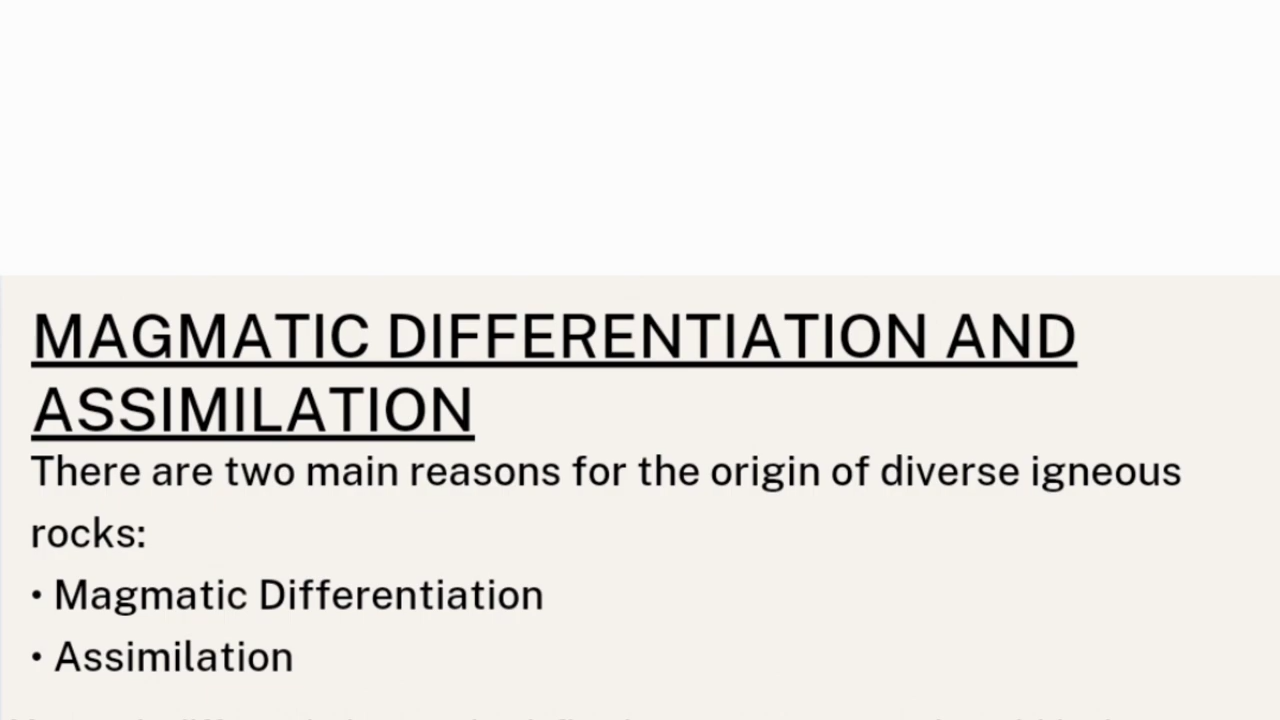 MAGMATIC DIFFERENTIATION AND
ASSIMILATION
There are two main reasons for the origin of diverse igneous
rocks:
• Magmatic Differentiation
• Assimilation